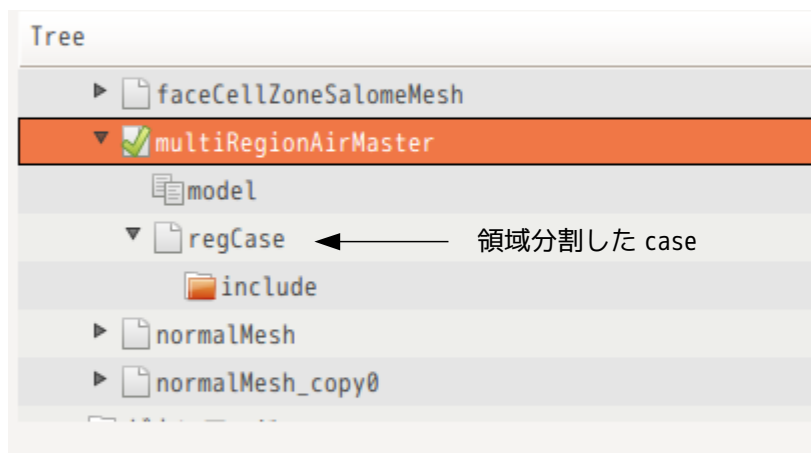 Tree
faceCellZoneSalomeMesh
multiRegionAirMaster
model
regCase 領域分割した case
include
normalMesh
normalMesh_copy0